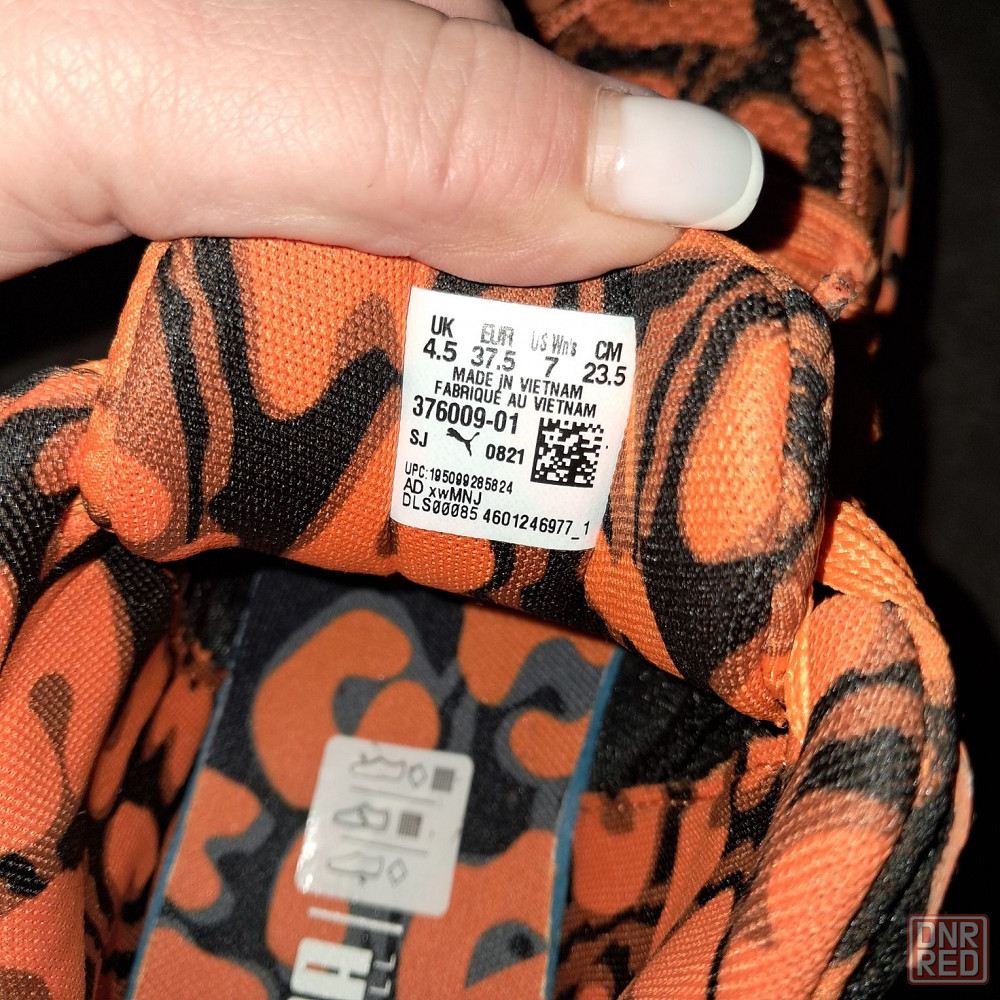 UK EUR US Wn's CM
4.5 37.5 7 23.5
MADE IN VIETNAM
FABRIQUÉ AU VIETNAM
376009-01
SJ 0821
UPC:195099285824
AD xwMNJ
DLS00085 4601246977_1
DNR
RED